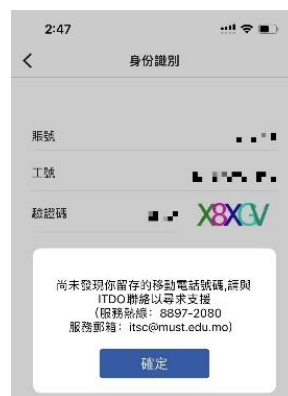 2:47
身份識別
賬號
工號
驗證碼
X8XGV
尚未發現你留存的移動電話號碼,請與
ITDO聯絡以尋求支援
(服務熱線: 8897-2080
服務郵箱: itsc@must.edu.mo)
確定